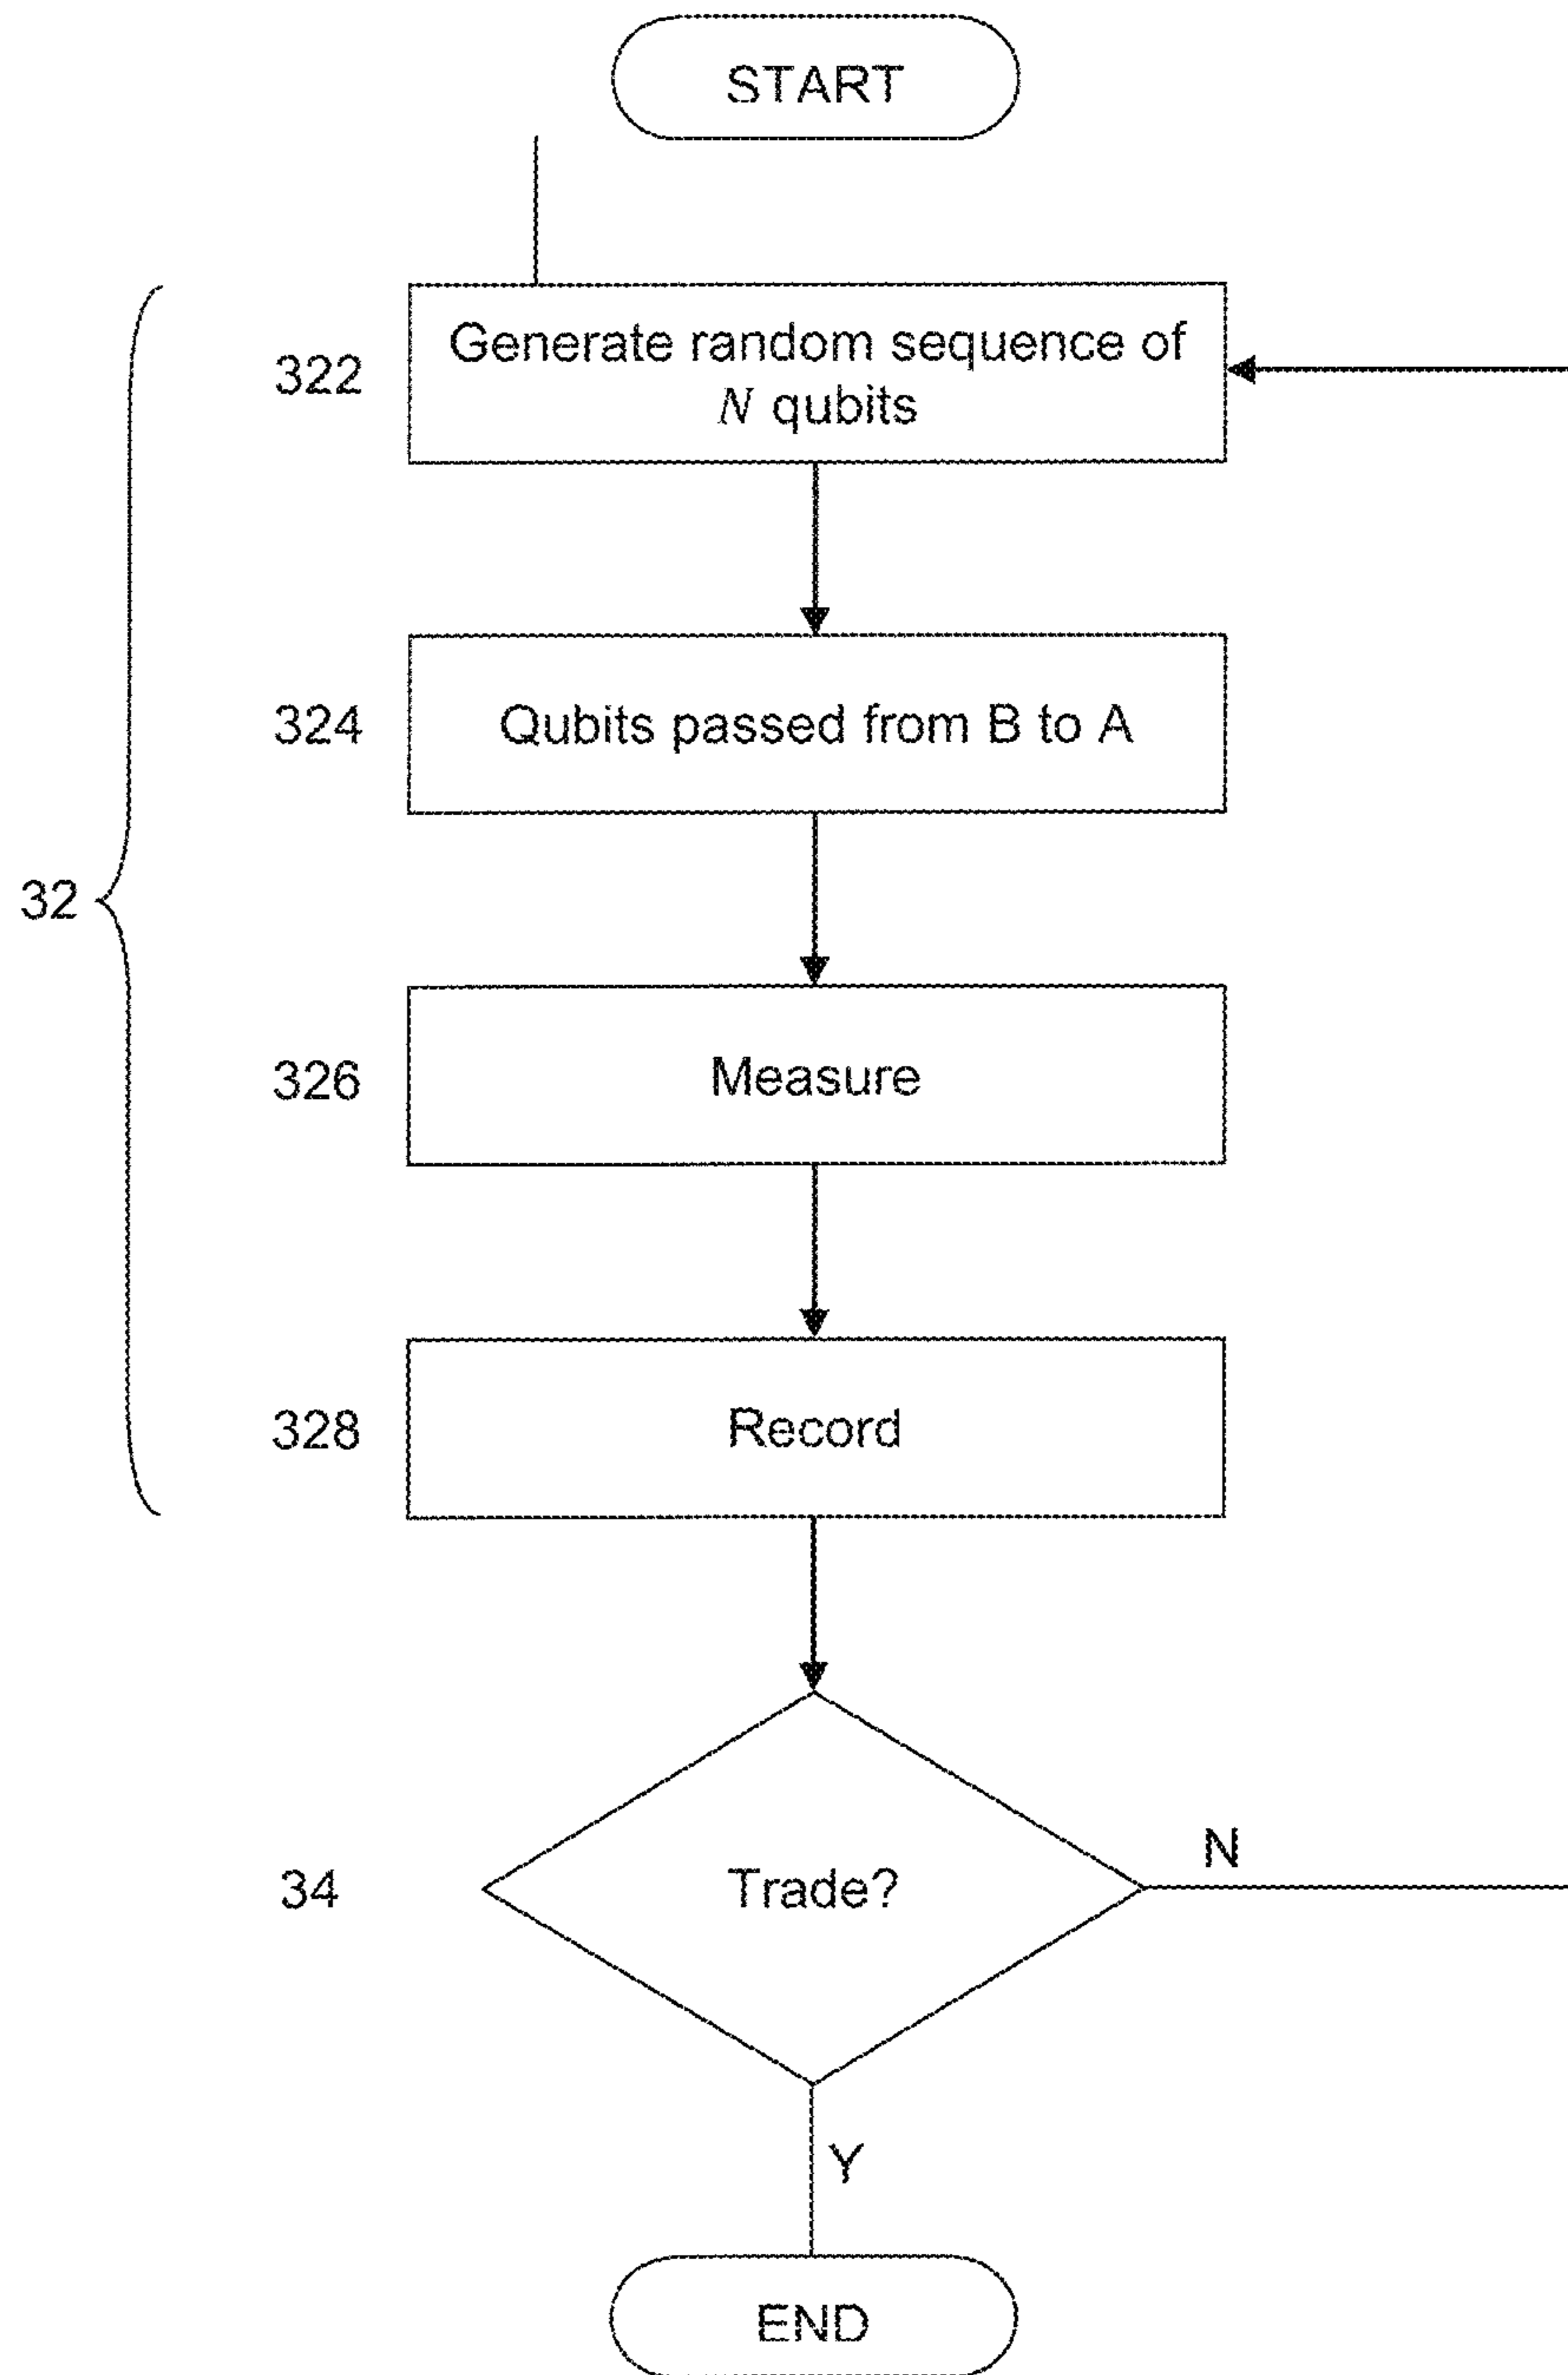 START
322
Generate random sequence of
N qubits
324
Qubits passed from B to A
32
326
Measure
328
Record
34
Trade?
N
Y
END